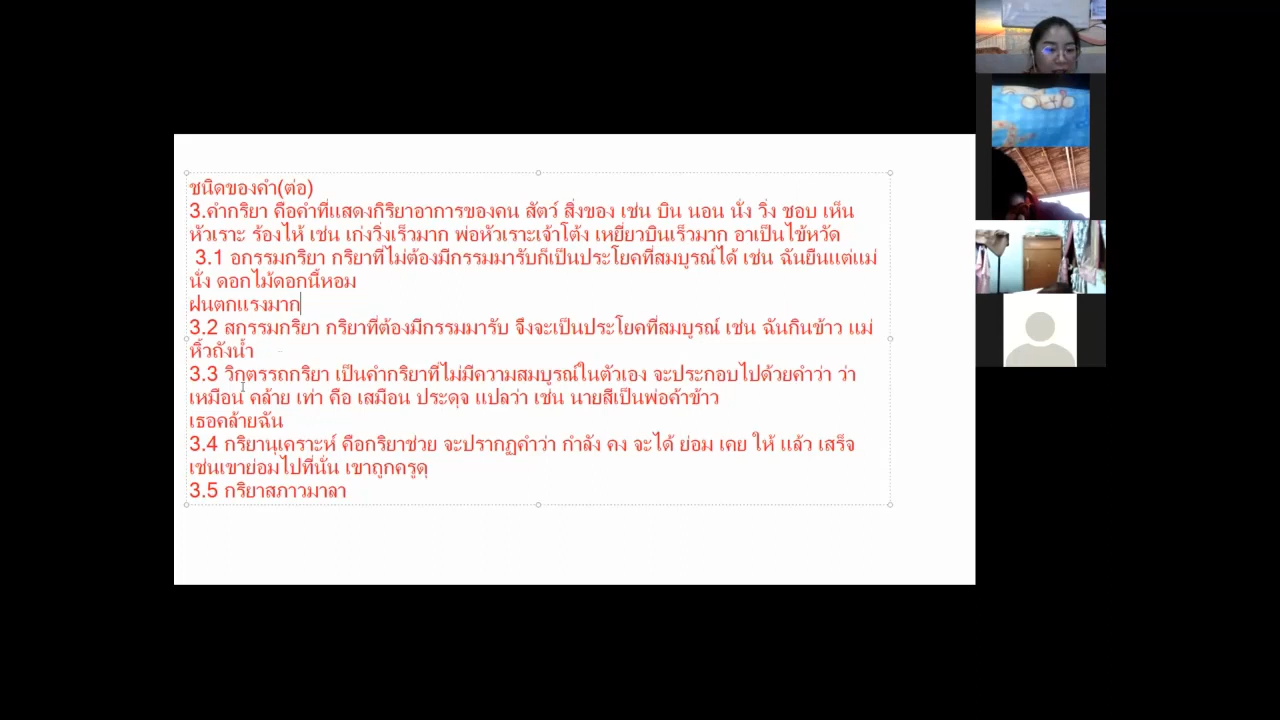 ชนิดของคำ(ต่อ)
3.คำกริยา คือคำที่แสดงกิริยาอาการของคน สัตว์ สิ่งของ เช่น บิน นอน นั่ง วิ่ง ชอบ เห็น
หัวเราะ ร้องไห้ เช่น เก่งวิ่งเร็วมาก พ่อหัวเราะเจ้าโต้ง เหยี่ยวบินเร็วมาก อาเป็นไข้หวัด
3.1 อกรรมกริยา กริยาที่ไม่ต้องมีกรรมมารับก็เป็นประโยคที่สมบูรณ์ได้ เช่น ฉันยืนแต่แม่
นั่ง ดอกไม้ดอกนี้หอม
ฝนตกแรงมาก
3.2 สกรรมกริยา กริยาที่ต้องมีกรรมมารับ จึงจะเป็นประโยคที่สมบูรณ์ เช่น ฉันกินข้าว แม่
หิ้วถังน้ำ
3.3 วิกตรรถกริยา เป็นคำกริยาที่ไม่มีความสมบูรณ์ในตัวเอง จะประกอบไปด้วยคำว่า ว่า
เหมือน คล้าย เท่า คือ เสมือน ประดุจ แปลว่า เช่น นายสีเป็นพ่อค้าข้าว
เธอคล้ายฉัน
3.4 กริยานุเคราะห์ คือกริยาช่วย จะปรากฏคำว่า กำลัง คง จะได้ ย่อม เคย ให้ แล้ว เสร็จ
เช่นเขาย่อมไปที่นั่น เขาถูกครูดุ
3.5 กริยาสภาวมาลา